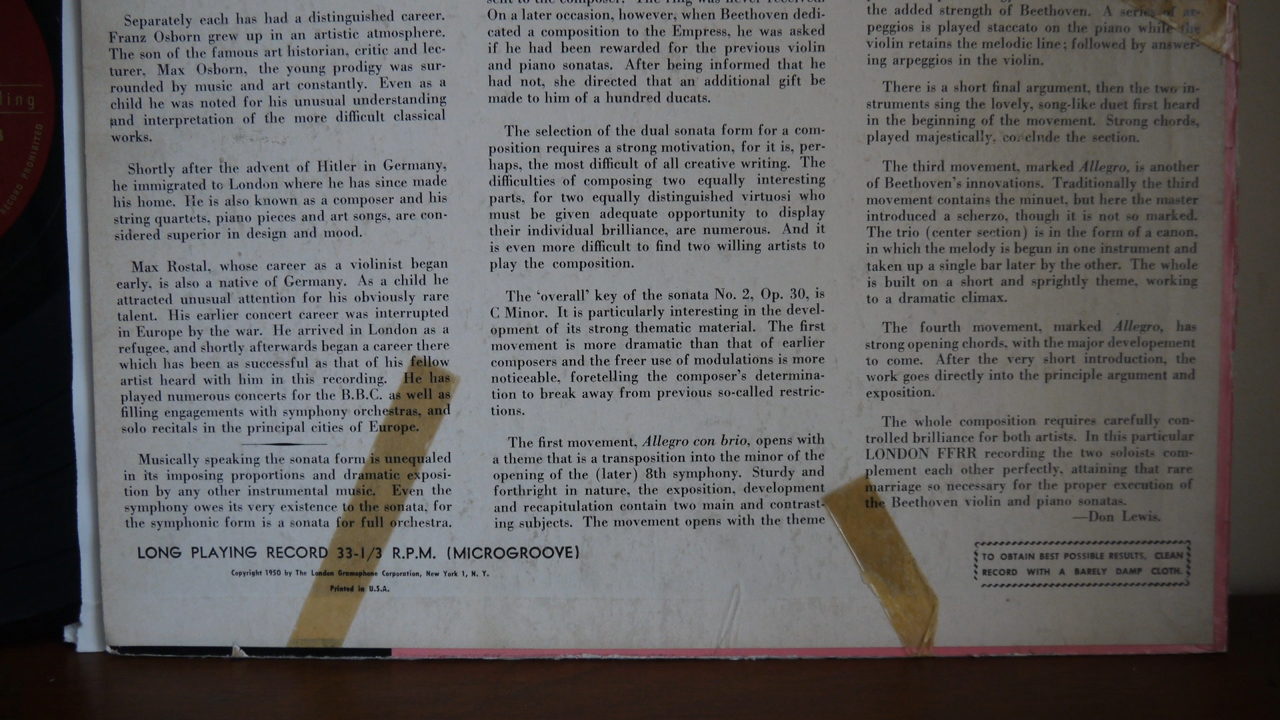 ling
RECORD PROHIBITED
Separately each has had a distinguished career.
Franz Osborn grew up in an artistic atmosphere.
The son of the famous art historian, critic and lec-
turer, Max Osborn, the young prodigy was sur-
rounded by music and art constantly. Even as a
child he was noted for his unusual understanding
and interpretation of the more difficult classical
works.
Shortly after the advent of Hitler in Germany,
he immigrated to London where he has since made
his home. He is also known as a composer and his
string quartets, piano pieces and art songs, are con-
sidered superior in design and mood.
Max Rostal, whose career as a violinist began
early, is also a native of Germany. As a child he
attracted unusual attention for his obviously rare
talent. His earlier concert career was interrupted
in Europe by the war. He arrived in London as a
refugee, and shortly afterwards began a career there
which has been as successful as that of his fellow
artist heard with him in this recording. He has
played numerous concerts for the B.B.C. as well as
filling engagements with symphony orchestras, and
solo recitals in the principal cities of Europe.
Musically speaking the sonata form is unequaled
in its imposing proportions and dramatic exposi-
tion by any other instrumental music. Even the
symphony owes its very existence to the sonata, for
the symphonic form is a sonata for full orchestra.
sent to the composer. The ring was never received.
On a later occasion, however, when Beethoven dedi-
cated a composition to the Empress, he was asked
if he had been rewarded for the previous violin
and piano sonatas. After being informed that he
had not, she directed that an additional gift be
made to him of a hundred ducats.
The selection of the dual sonata form for a com-
position requires a strong motivation, for it is, per-
haps, the most difficult of all creative writing. The
difficulties of composing two equally interesting
parts, for two equally distinguished virtuosi who
must be given adequate opportunity to display
their individual brilliance, are numerous. And it
is even more difficult to find two willing artists to
play the composition.
The ‘overall’ key of the sonata No. 2, Op. 30, is
C Minor. It is particularly interesting in the devel-
opment of its strong thematic material. The first
movement is more dramatic than that of earlier
composers and the freer use of modulations is more
noticeable, foretelling the composer's determina-
tion to break away from previous so-called restric-
tions.
The first movement, Allegro con brio, opens with
a theme that is a transposition into the minor of the
opening of the (later) 8th symphony. Sturdy and
forthright in nature, the exposition, development
and recapitulation contain two main and contrast-
ing subjects. The movement opens with the theme
the added strength of Beethoven. A series of ar-
peggios is played staccato on the piano while the
violin retains the melodic line; followed by answer-
ing arpeggios in the violin.
There is a short final argument, then the two in-
struments sing the lovely, song-like duet first heard
in the beginning of the movement. Strong chords,
played majestically, conclude the section.
The third movement, marked Allegro, is another
of Beethoven's innovations. Traditionally the third
movement contains the minuet, but here the master
introduced a scherzo, though it is not so marked.
The trio (center section) is in the form of a canon,
in which the melody is begun in one instrument and
taken up a single bar later by the other. The whole
is built on a short and sprightly theme, working
to a dramatic climax.
The fourth movement, marked Allegro, has
strong opening chords, with the major developement
to come. After the very short introduction, the
work goes directly into the principle argument and
exposition.
The whole composition requires carefully con-
trolled brilliance for both artists. In this particular
LONDON FFRR recording the two soloists com-
plement each other perfectly, attaining that rare
marriage so necessary for the proper execution of
the Beethoven violin and piano sonatas.
—Don Lewis.
LONG PLAYING RECORD 33-1/3 R.P.M. (MICROGROOVE)
Copyright 1950 by The London Gramophone Corporation, New York 1, N. Y.
Printed in U.S.A.
TO OBTAIN BEST POSSIBLE RESULTS, CLEAN
RECORD WITH A BARELY DAMP CLOTH.